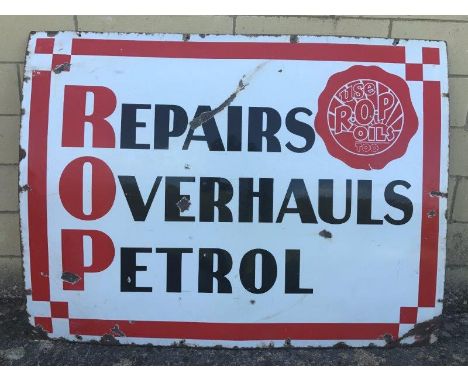 REPAIRS
OVERHAULS
PETROL
USE
R.O.P
OILS
TOO